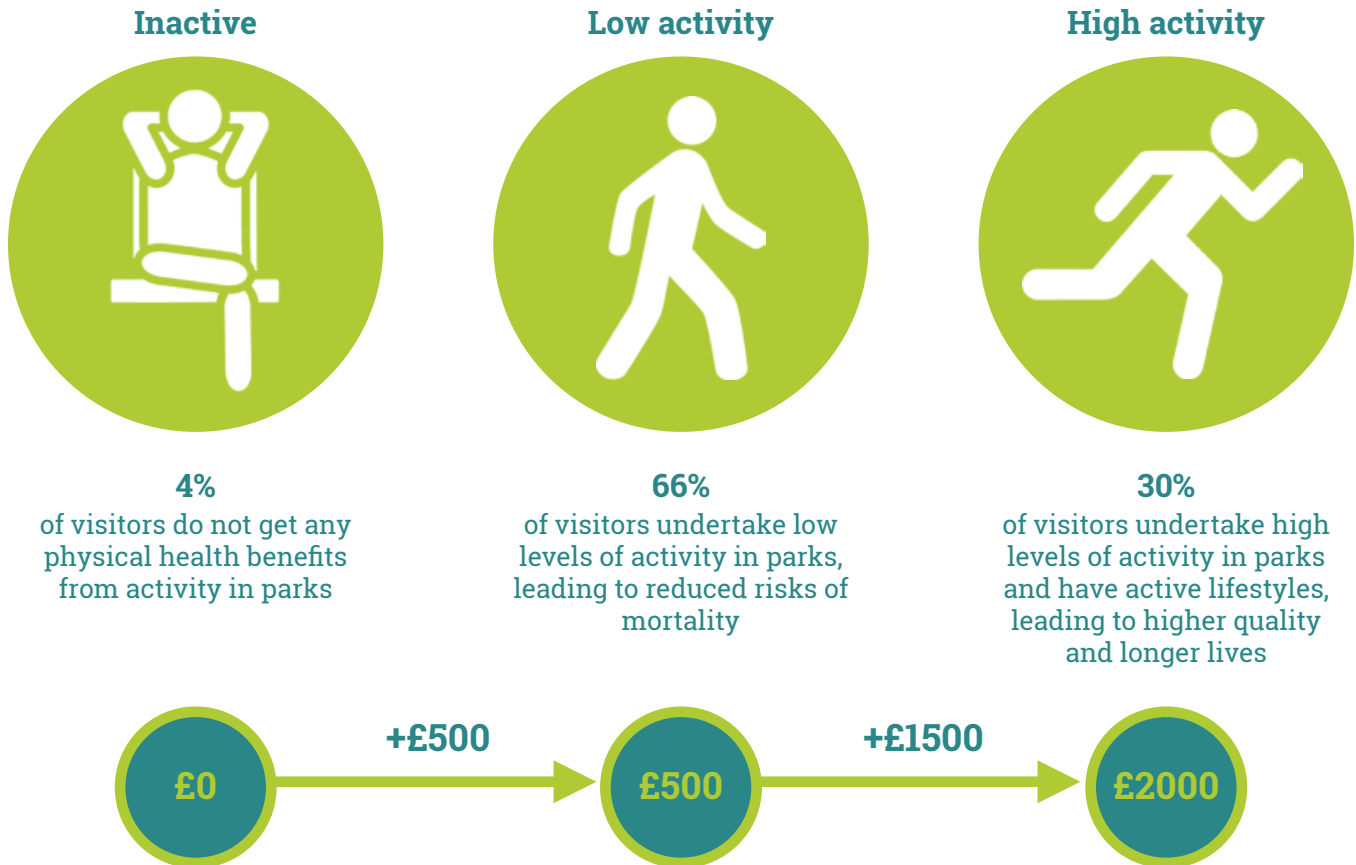 Inactive
Low activity
High activity
4%
of visitors do not get any
physical health benefits
from activity in parks
66%
of visitors undertake low
levels of activity in parks,
leading to reduced risks of
mortality
30%
of visitors undertake high
levels of activity in parks
and have active lifestyles,
leading to higher quality
and longer lives
£0
+£500
£500
+£1500
£2000